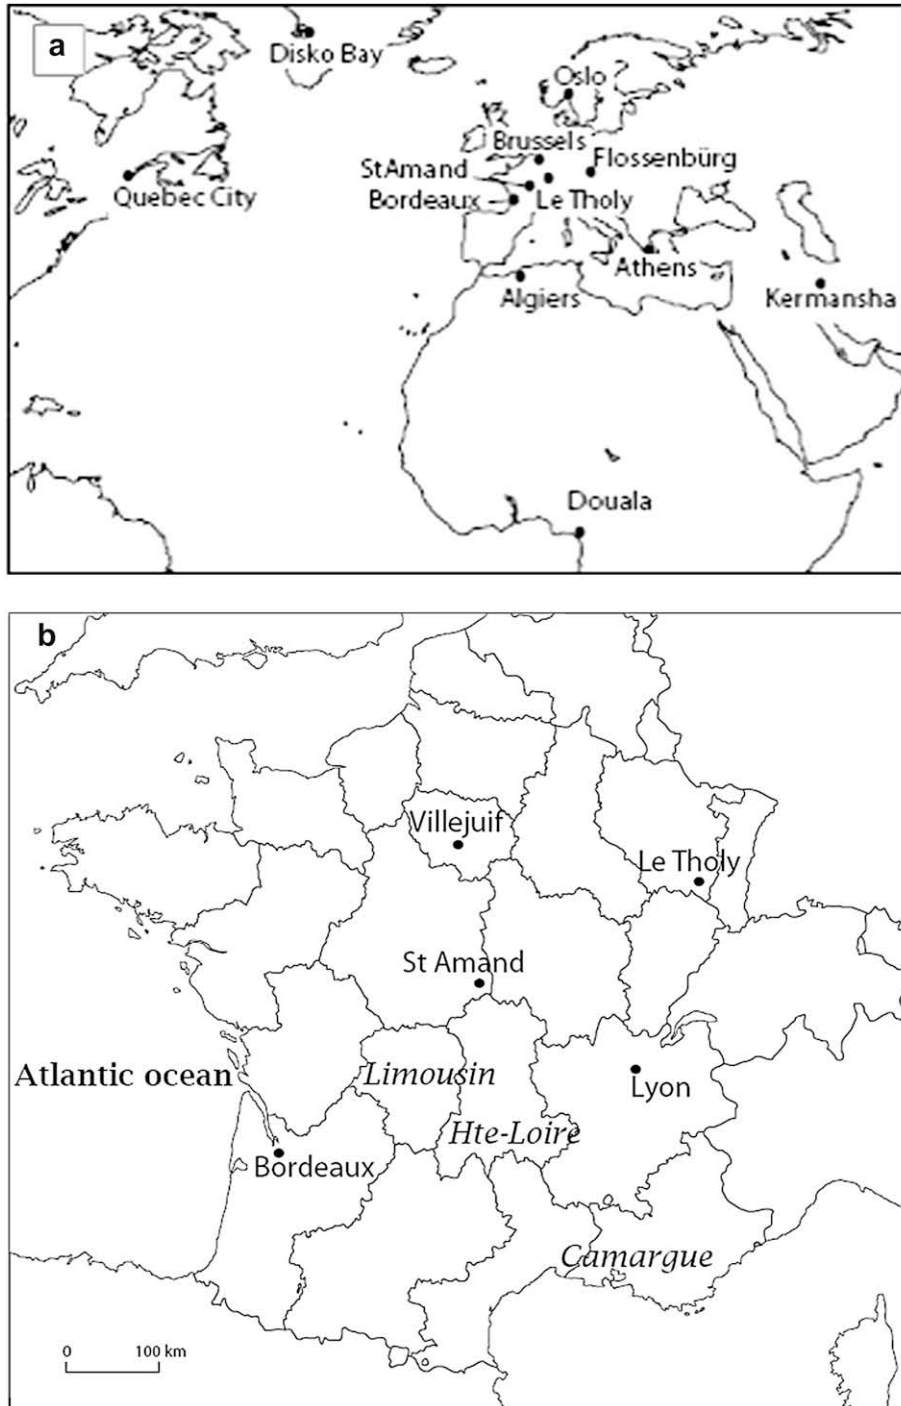 a
Disko Bay
Oslo
Brussels
Flossenbürg
StAmand
Quebec City
Bordeaux
Le Tholy
Athens
Algiers
Kermansha
Douala
b
Villejuif
Le Tholy
St Amand
Atlantic ocean
Limousin
Lyon
Hte-Loire
Bordeaux
Camargue
0 100 km